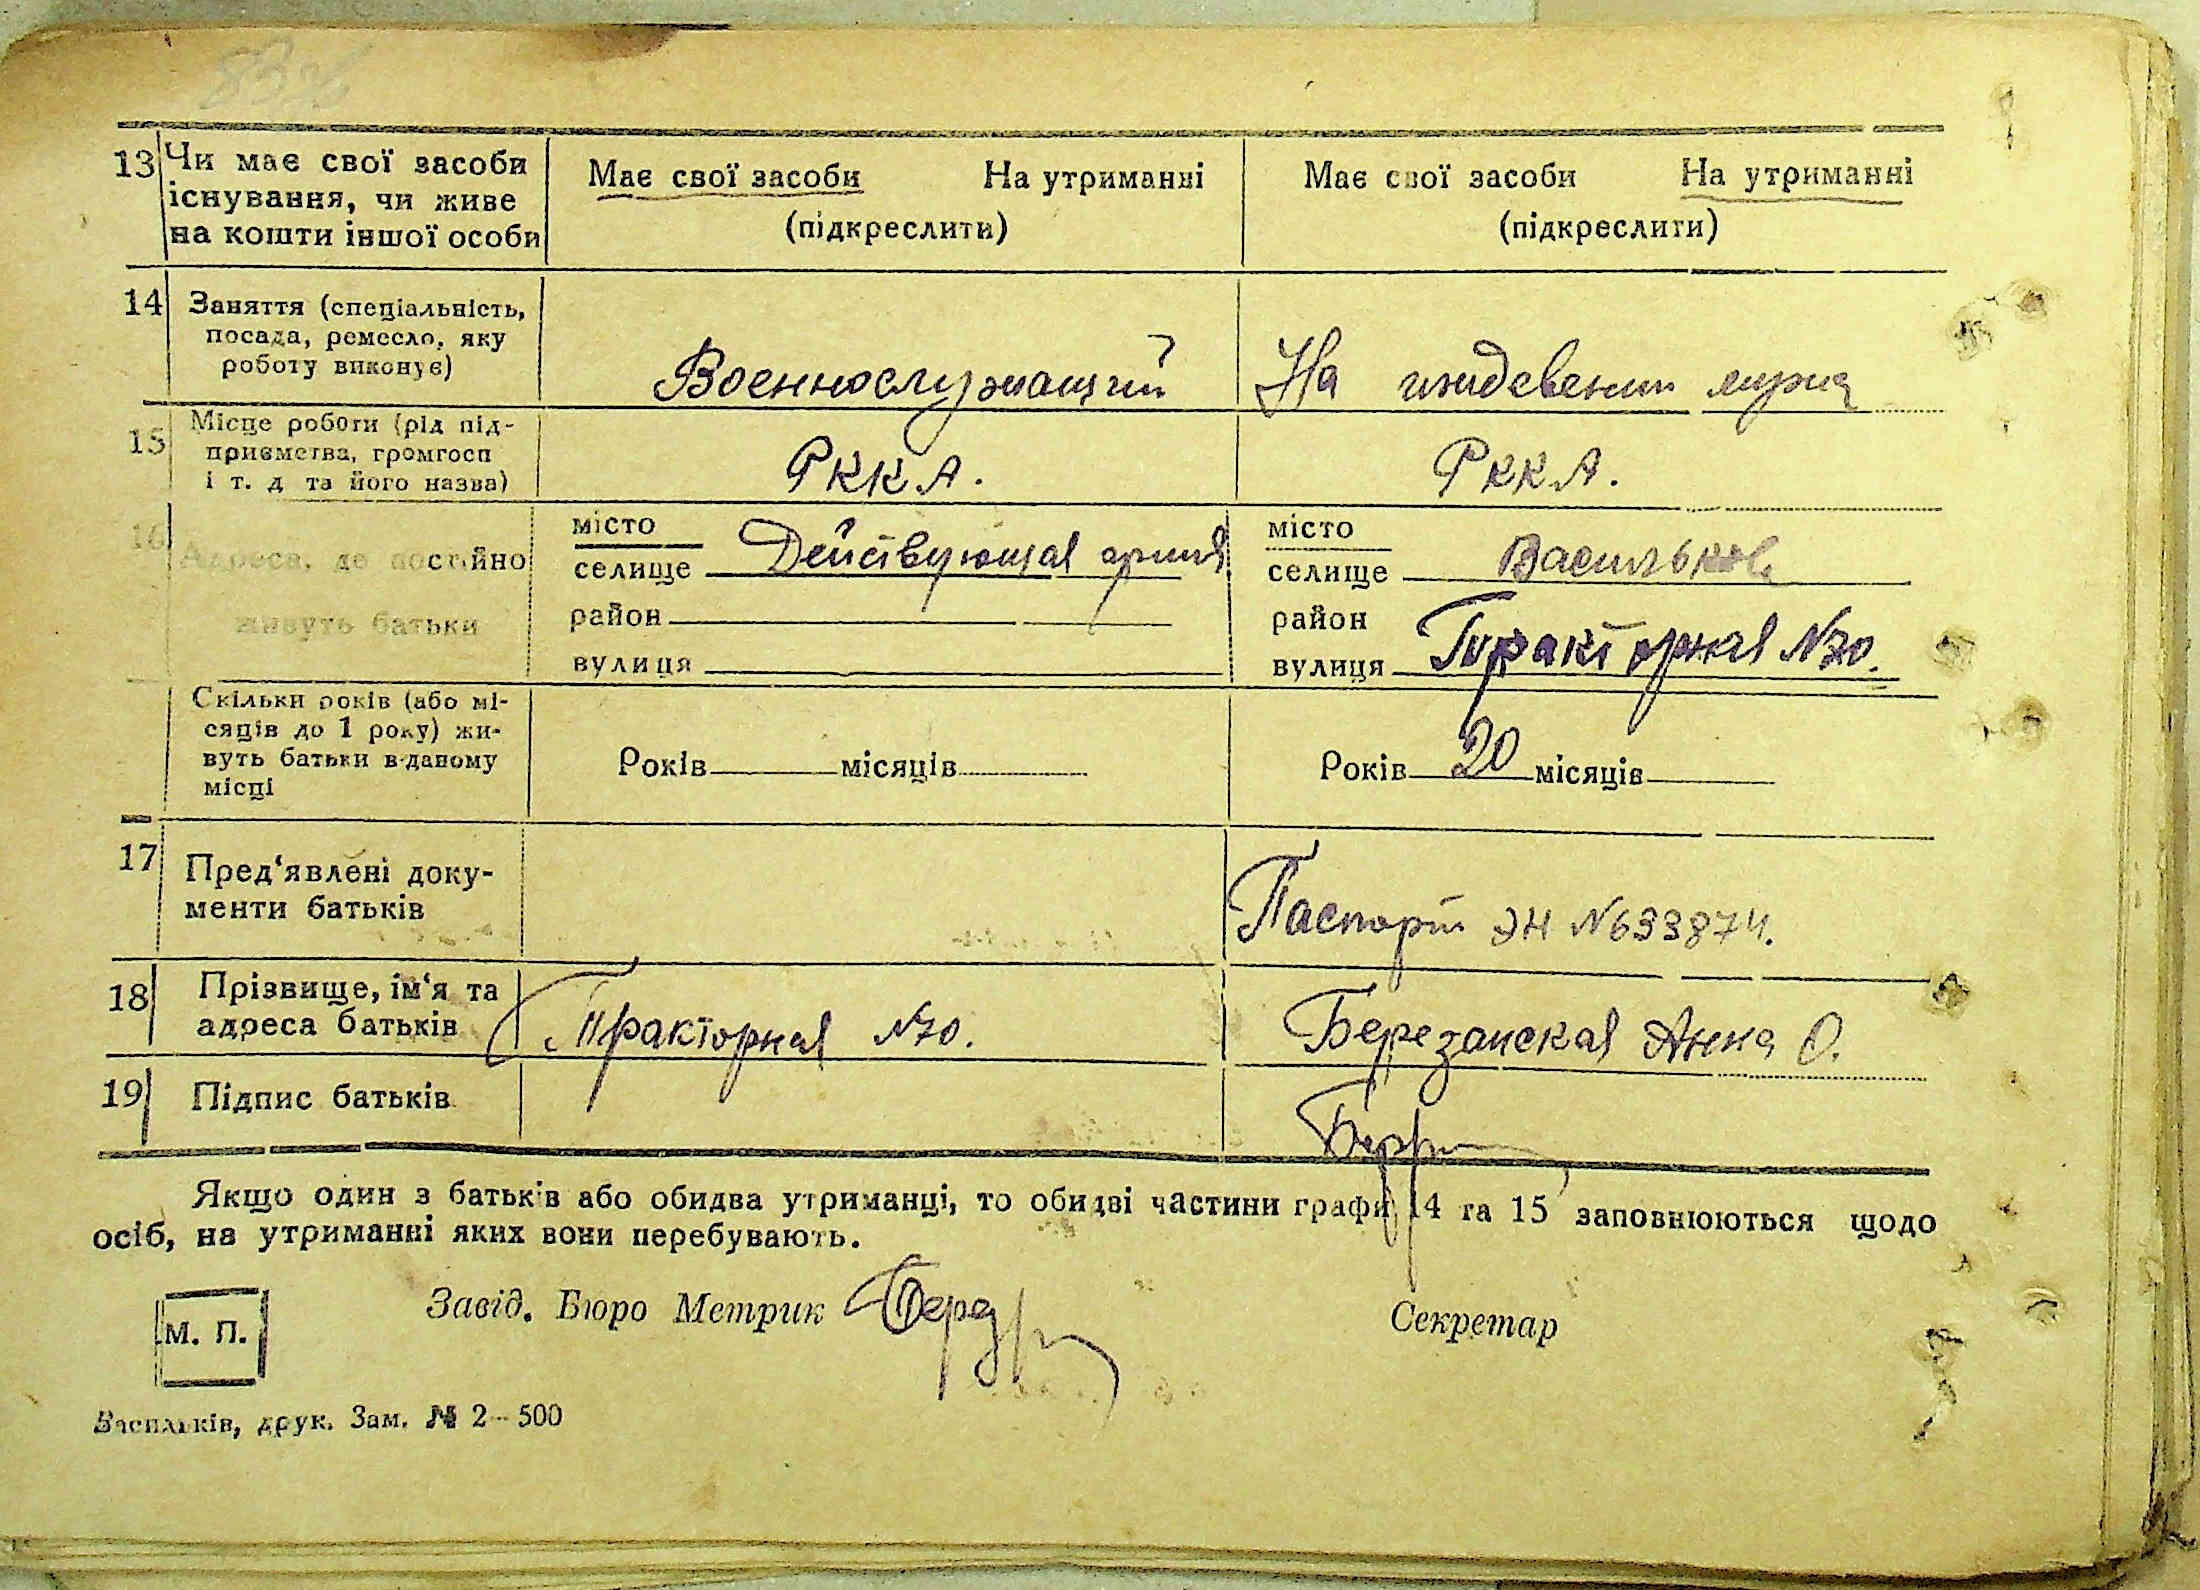 13 Чи має свої засоби існування, чи живе на кошти іншої особи
Має свої засоби На утриманні
(підкреслити)
Має свої засоби На утриманні
(підкреслити)
14 Заняття (спеціальність, посада, ремесло, яку роботу виконує)
Военнослужащий
На иждевении мужа
15 Місце роботи (рід підприємства, громгосп і т. д та його назва)
РККА.
РККА.
16 Адреса, де постійно живуть батьки
місто
селище Действующая армия
район
вулиця
місто
селище Васильков
район
вулиця Тракторная №70.
Скільки років (або місяців до 1 року) живуть батьки в даному місці
Років місяців
Років 20 місяців
17 Пред‘явлені документи батьків
Паспорт ЭН №633874.
18 Прізвище, ім‘я та адреса батьків
Тракторная №70.
Березанская Анна О.
19 Підпис батьків
Якщо один з батьків або обидва утриманці, то обидві частини графи 14 та 15 заповнюються щодо
осіб, на утриманні яких вони перебувають.
М. П.
Завід. Бюро Метрик
Секретар
Васильків, друк. Зам. № 2-500